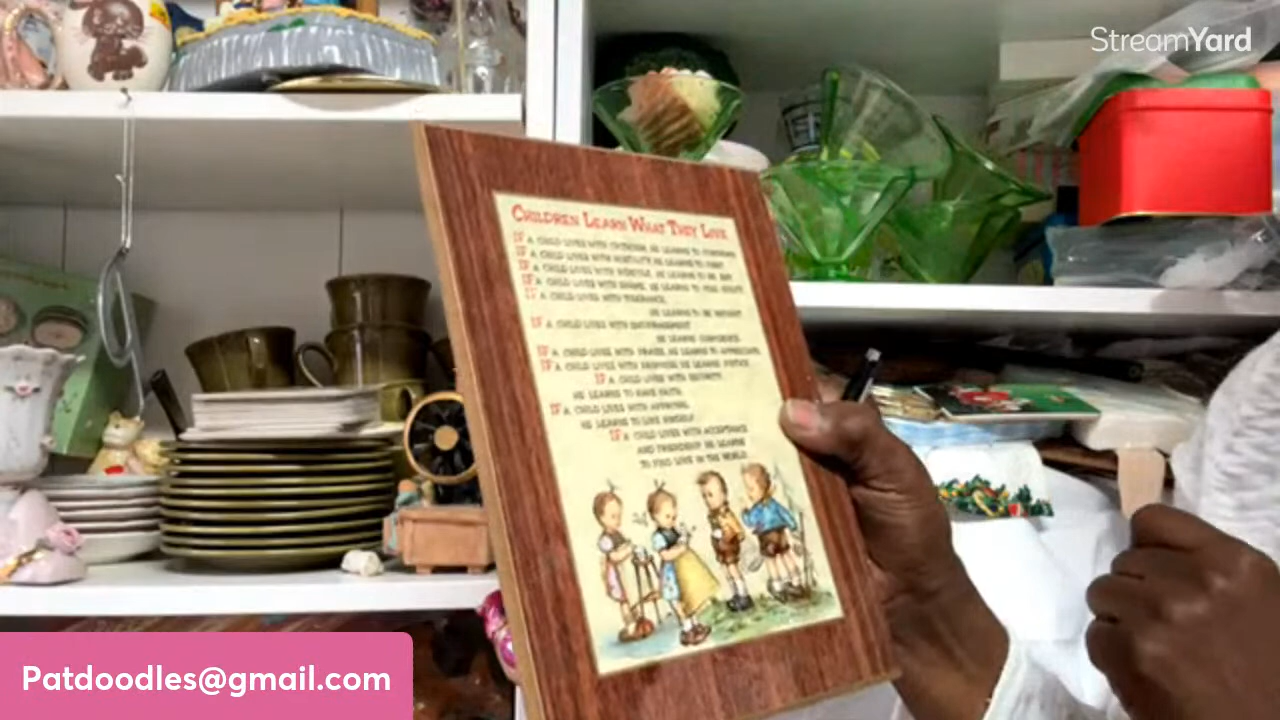 StreamYard
CHILDREN LEARN WHAT THEY LIVE
IF A CHILD LIVES WITH CRITICISM, HE LEARNS TO CONDEMN.
IF A CHILD LIVES WITH HOSTILITY, HE LEARNS TO FIGHT.
IF A CHILD LIVES WITH RIDICULE, HE LEARNS TO BE SHY.
IF A CHILD LIVES WITH SHAME, HE LEARNS TO FEEL GUILTY.
IF A CHILD LIVES WITH TOLERANCE,
HE LEARNS TO BE PATIENT.
IF A CHILD LIVES WITH ENCOURAGEMENT
HE LEARNS CONFIDENCE.
IF A CHILD LIVES WITH PRAISE, HE LEARNS TO APPRECIATE.
IF A CHILD LIVES WITH FAIRNESS, HE LEARNS JUSTICE.
IF A CHILD LIVES WITH SECURITY,
HE LEARNS TO HAVE FAITH.
IF A CHILD LIVES WITH APPROVAL,
HE LEARNS TO LIKE HIMSELF.
IF A CHILD LIVES WITH ACCEPTANCE
AND FRIENDSHIP, HE LEARNS
TO FIND LOVE IN THE WORLD.
Patdoodles@gmail.com